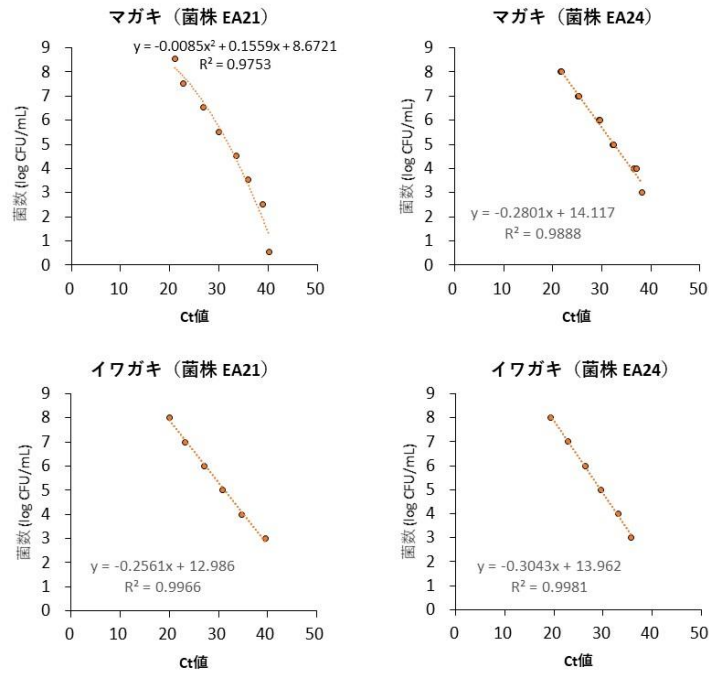 マガキ（菌株 EA21）
y = -0.0085x² + 0.1559x + 8.6721
R² = 0.9753
菌数 (log CFU/mL)
9
8
7
6
5
4
3
2
1
0
0 10 20 30 40 50
Ct値
マガキ（菌株 EA24）
菌数 (log CFU/mL)
9
8
7
6
5
4
3
2
1
0
y = -0.2801x + 14.117
R² = 0.9888
0 10 20 30 40 50
Ct値
イワガキ（菌株 EA21）
菌数 (log CFU/mL)
9
8
7
6
5
4
3
2
1
0
y = -0.2561x + 12.986
R² = 0.9966
0 10 20 30 40 50
Ct値
イワガキ（菌株 EA24）
菌数 (log CFU/mL)
9
8
7
6
5
4
3
2
1
0
y = -0.3043x + 13.962
R² = 0.9981
0 10 20 30 40 50
Ct値